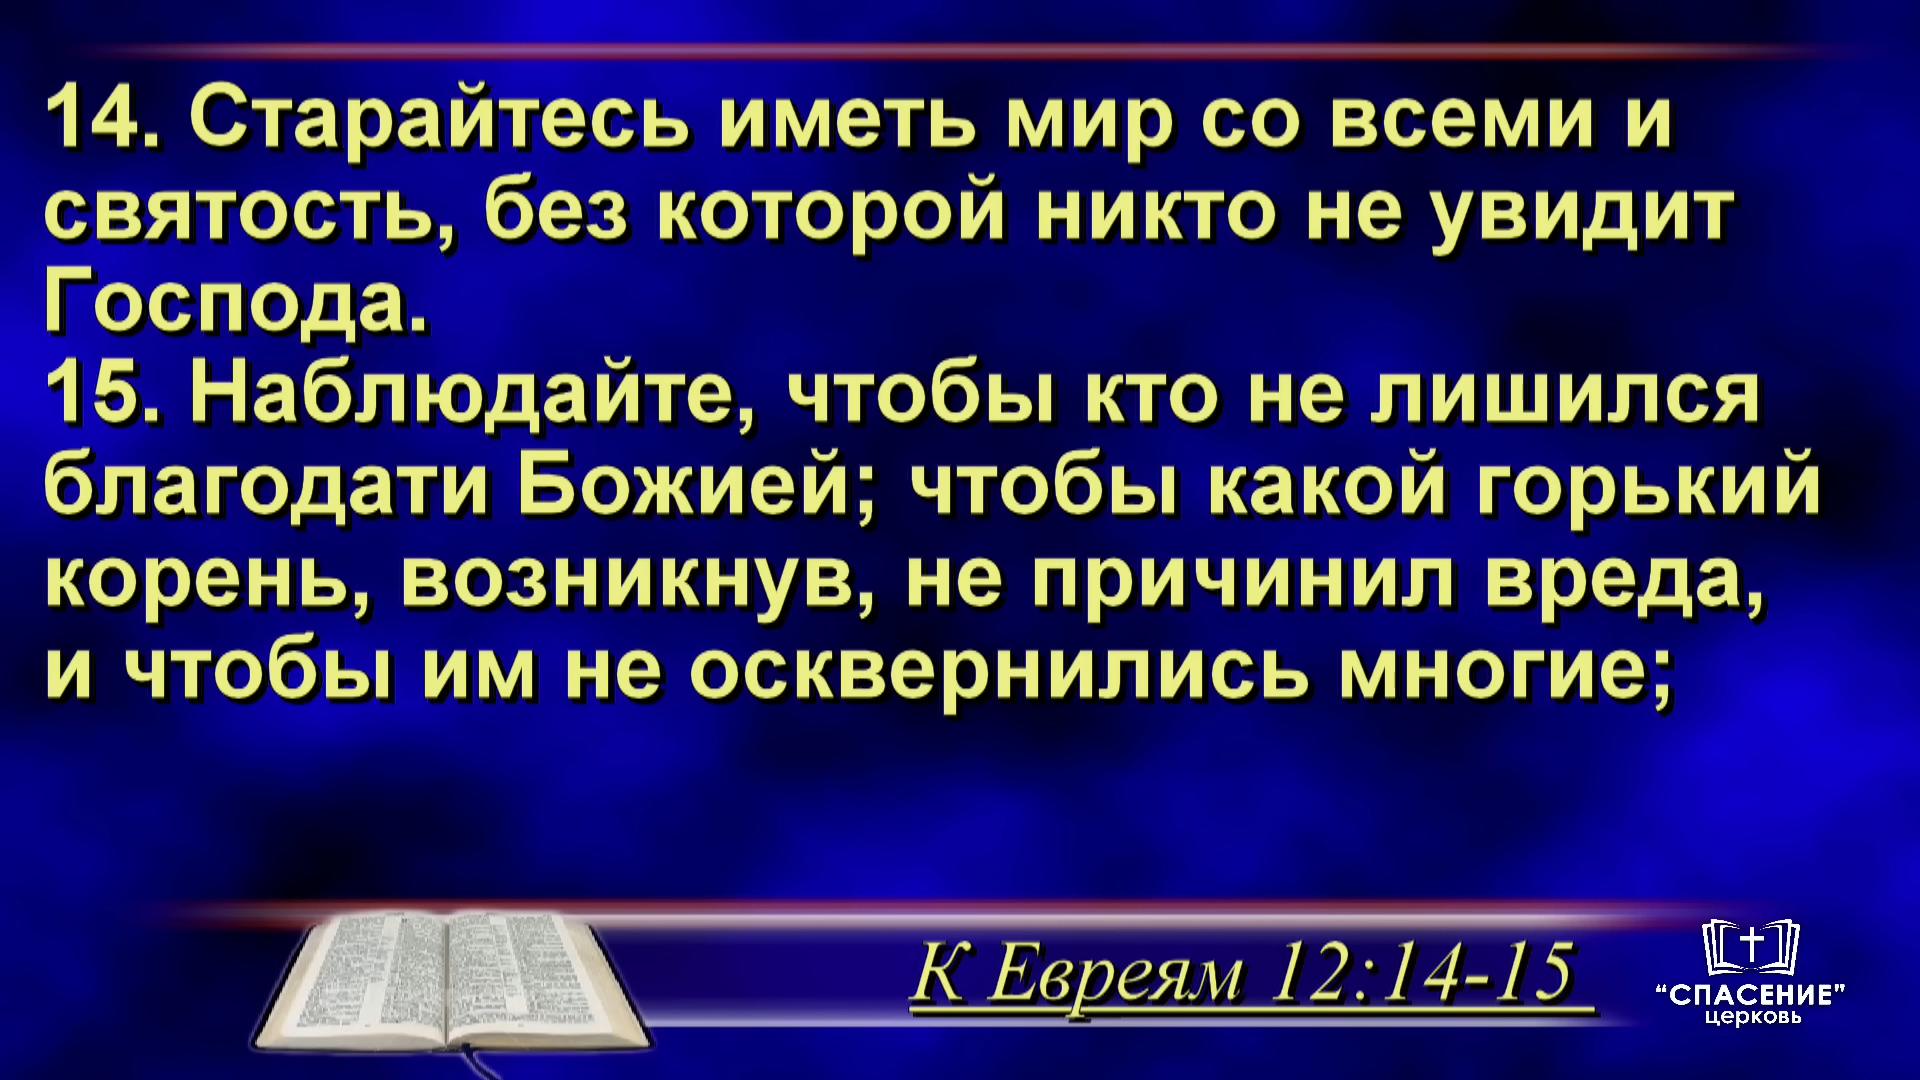 14. Старайтесь иметь мир со всеми и
святость, без которой никто не увидит
Господа.
15. Наблюдайте, чтобы кто не лишился
благодати Божией; чтобы какой горький
корень, возникнув, не причинил вреда,
и чтобы им не осквернились многие;
К Евреям 12:14-15
“СПАСЕНИЕ”
церковь